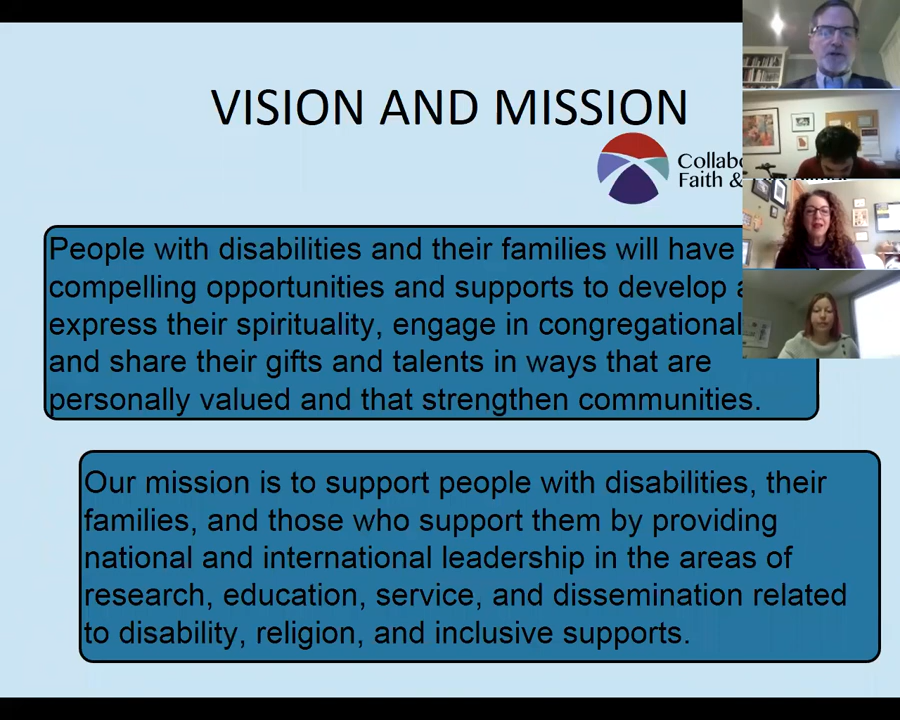 VISION AND MISSION
Faith &
People with disabilities and their families will have
compelling opportunities and supports to develop
express their spirituality, engage in congregational
and share their gifts and talents in ways that are
personally valued and that strengthen communities.
Our mission is to support people with disabilities, their
families, and those who support them by providing
national and international leadership in the areas of
research, education, service, and dissemination related
to disability, religion, and inclusive supports.